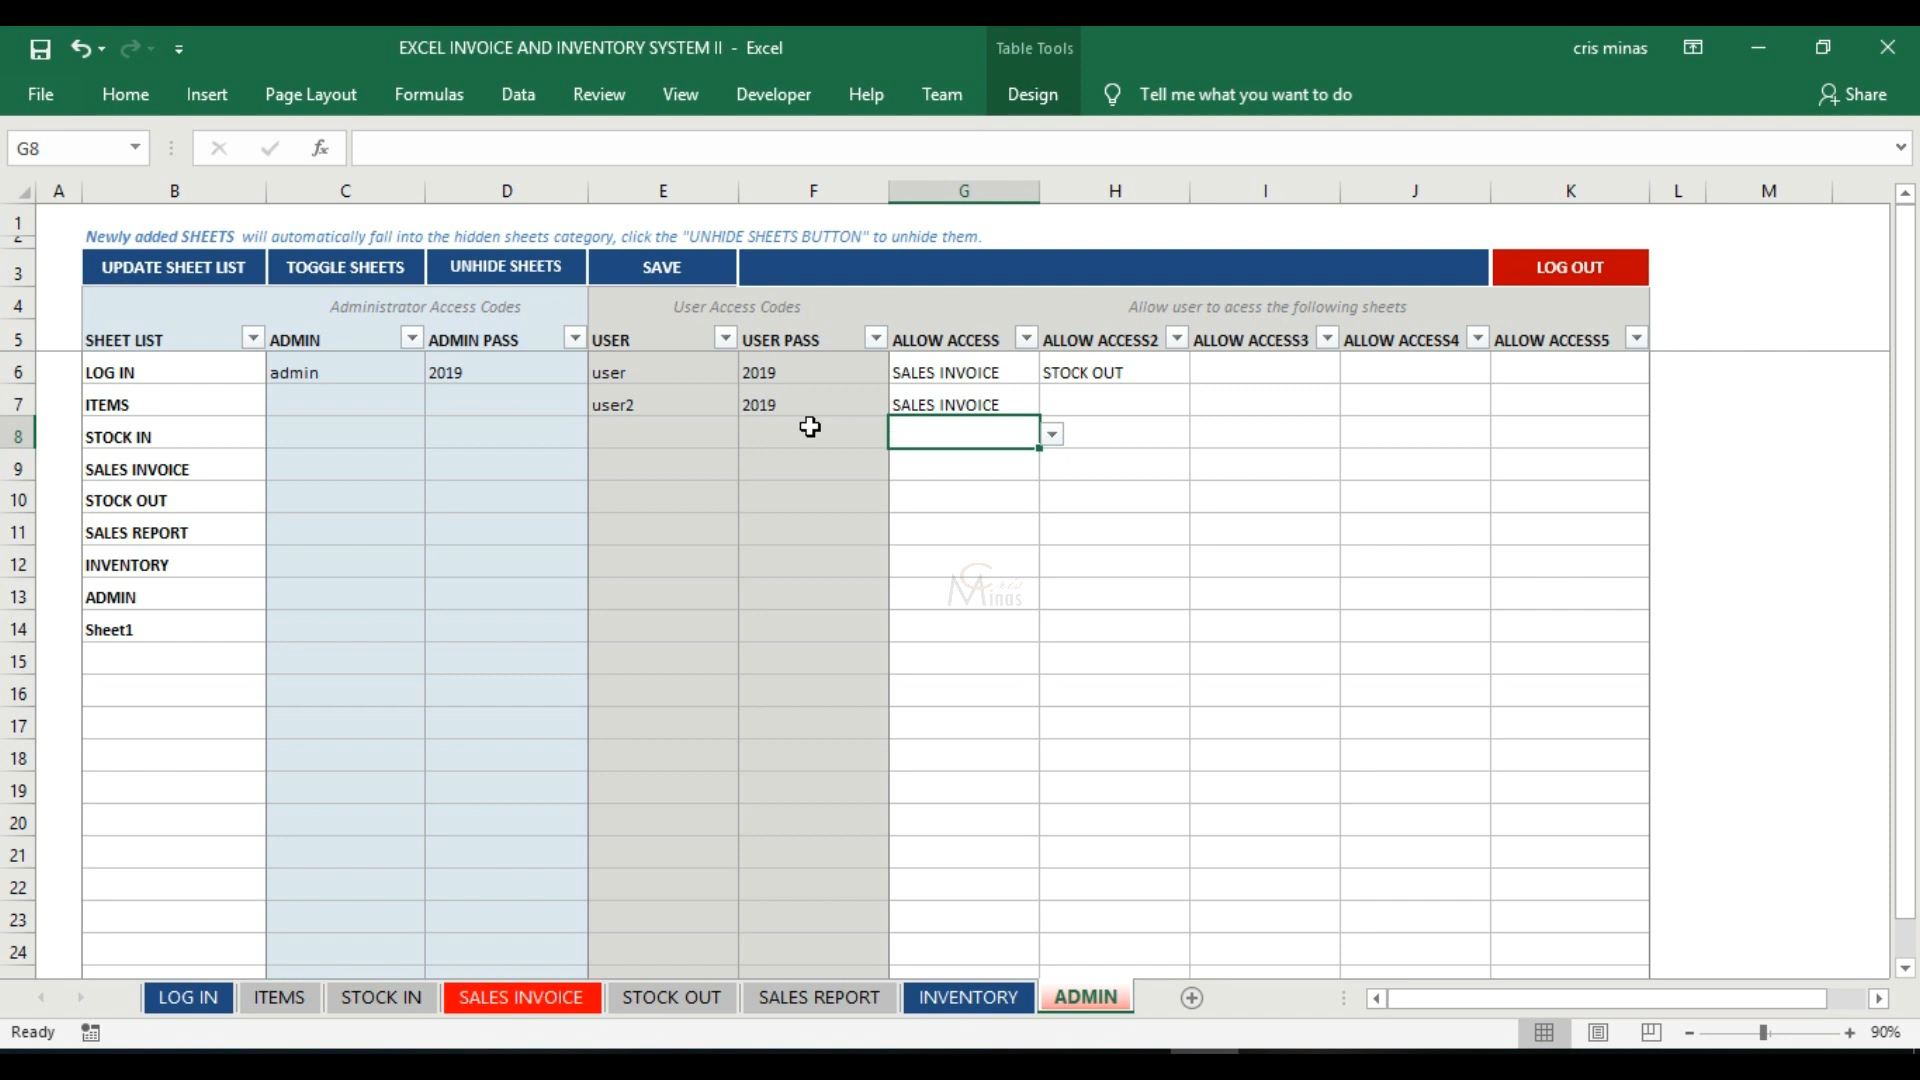 EXCEL INVOICE AND INVENTORY SYSTEM II - Excel
Table Tools
cris minas
File Home Insert Page Layout Formulas Data Review View Developer Help Team Design Tell me what you want to do Share
G8 fx
A B C D E F G H I J K L M
1 Newly added SHEETS will automatically fall into the hidden sheets category, click the "UNHIDE SHEETS BUTTON" to unhide them.
2
3 UPDATE SHEET LIST TOGGLE SHEETS UNHIDE SHEETS SAVE LOG OUT
4 Administrator Access Codes User Access Codes Allow user to acess the following sheets
5 SHEET LIST ADMIN ADMIN PASS USER USER PASS ALLOW ACCESS ALLOW ACCESS2 ALLOW ACCESS3 ALLOW ACCESS4 ALLOW ACCESS5
6 LOG IN admin 2019 user 2019 SALES INVOICE STOCK OUT
7 ITEMS user2 2019 SALES INVOICE
8 STOCK IN
9 SALES INVOICE
10 STOCK OUT
11 SALES REPORT
12 INVENTORY
13 ADMIN
14 Sheet1
15
16
17
18
19
20
21
22
23
24
LOG IN ITEMS STOCK IN SALES INVOICE STOCK OUT SALES REPORT INVENTORY ADMIN
Ready 90%